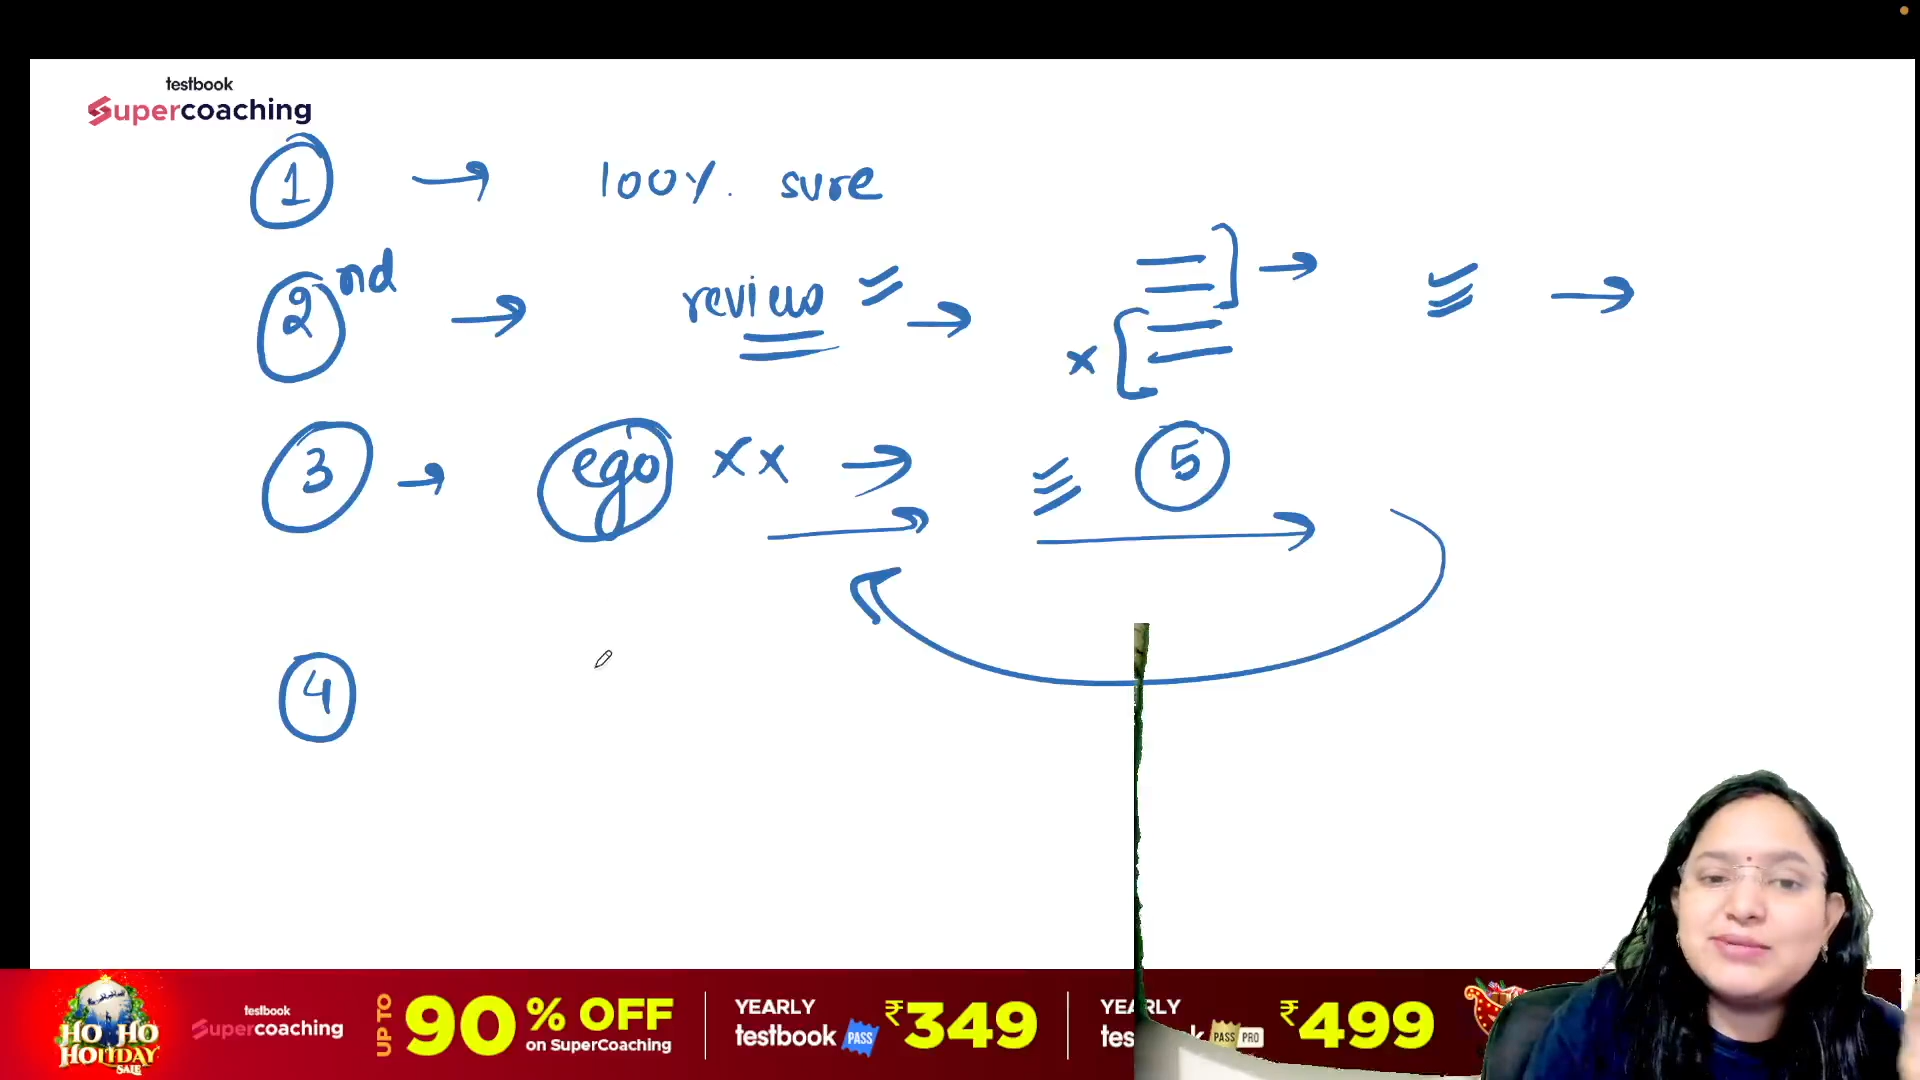 testbook
Supercoaching
1 → 100% sure
2nd → review → ] → →
x [
3 → ego xx → 5
4
HO HO
HOLIDAY
SALE
testbook
Supercoaching
UP TO
90% OFF
on SuperCoaching
YEARLY
testbook PASS
₹349
YEARLY
PASS PRO
₹499